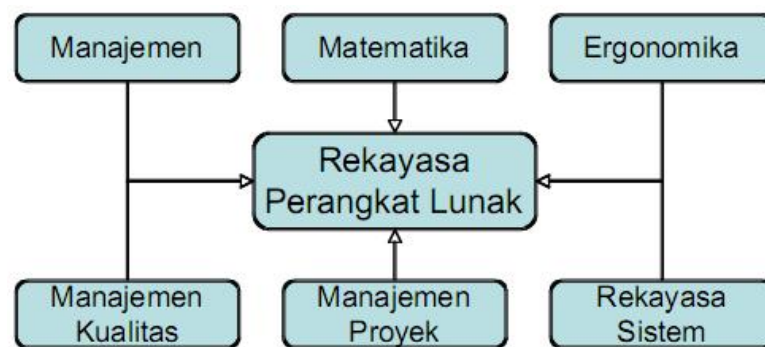 Manajemen
Matematika
Ergonomika
Rekayasa
Perangkat Lunak
Manajemen
Kualitas
Manajemen
Proyek
Rekayasa
Sistem